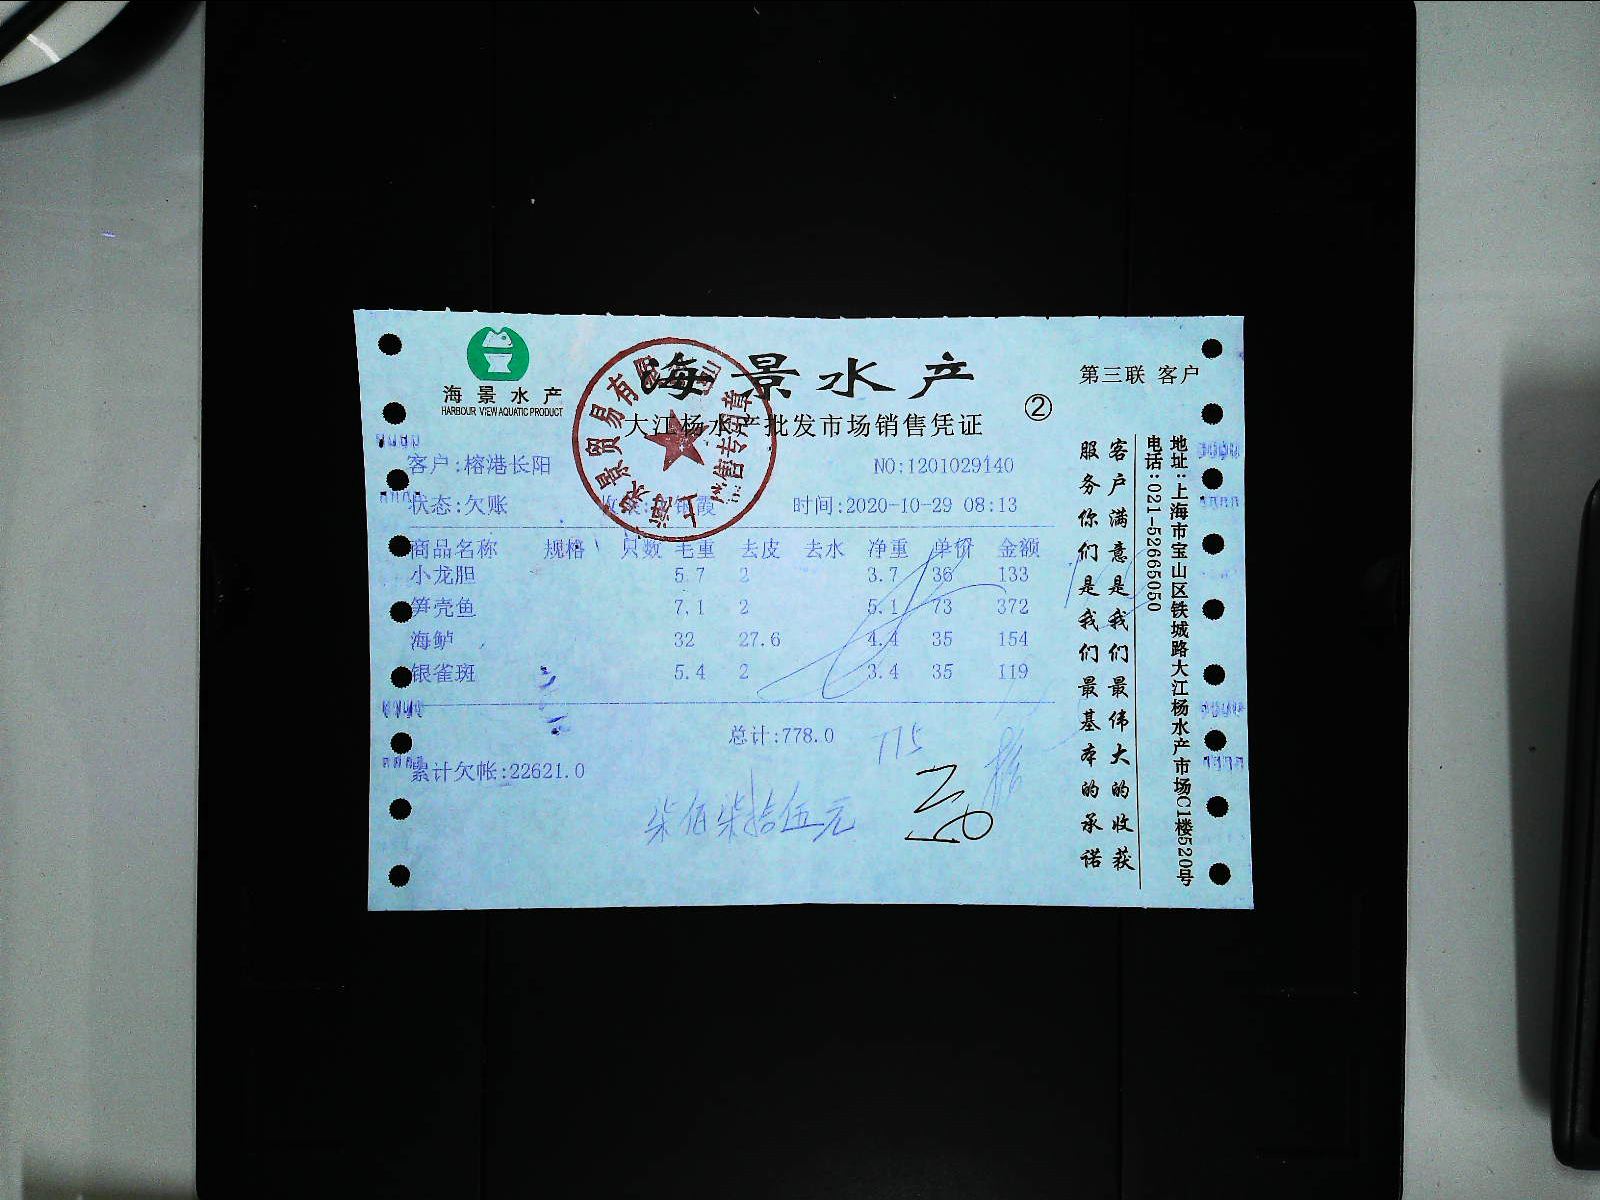 海景水产
HARBOUR VIEW AQUATIC PRODUCT
海景水产
第三联 客户
大江杨水产批发市场销售凭证
②
客户:榕港长阳 NO:1201029140
状态:欠账 时间:2020-10-29 08:13
商品名称 规格 只数 毛重 去皮 去水 净重 单价 金额
小龙胆 5.7 2 3.7 36 133
笋壳鱼 7.1 2 5.1 73 372
海鲈 32 27.6 4.4 35 154
银雀斑 5.4 2 3.4 35 119
总计:778.0 775
累计欠帐:22621.0
柒佰柒拾伍元
客户满意是我们最伟大的收获
服务你们是我们最基本的承诺
地址:上海市宝山区铁城路大江杨水产市场C1楼520号
电话:021-52665050